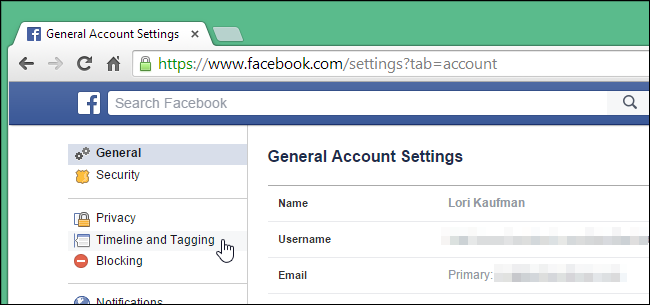 General Account Settings
https://www.facebook.com/settings?tab=account
Search Facebook
General
Security
Privacy
Timeline and Tagging
Blocking
Notifications
General Account Settings
Name Lori Kaufman
Username
Email Primary: